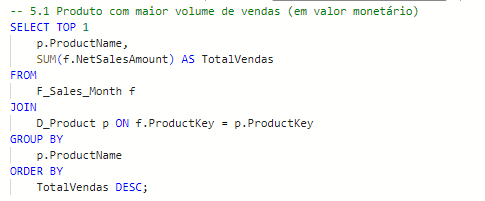 -- 5.1 Produto com maior volume de vendas (em valor monetário)
SELECT TOP 1
    p.ProductName,
    SUM(f.NetSalesAmount) AS TotalVendas
FROM
    F_Sales_Month f
JOIN
    D_Product p ON f.ProductKey = p.ProductKey
GROUP BY
    p.ProductName
ORDER BY
    TotalVendas DESC;